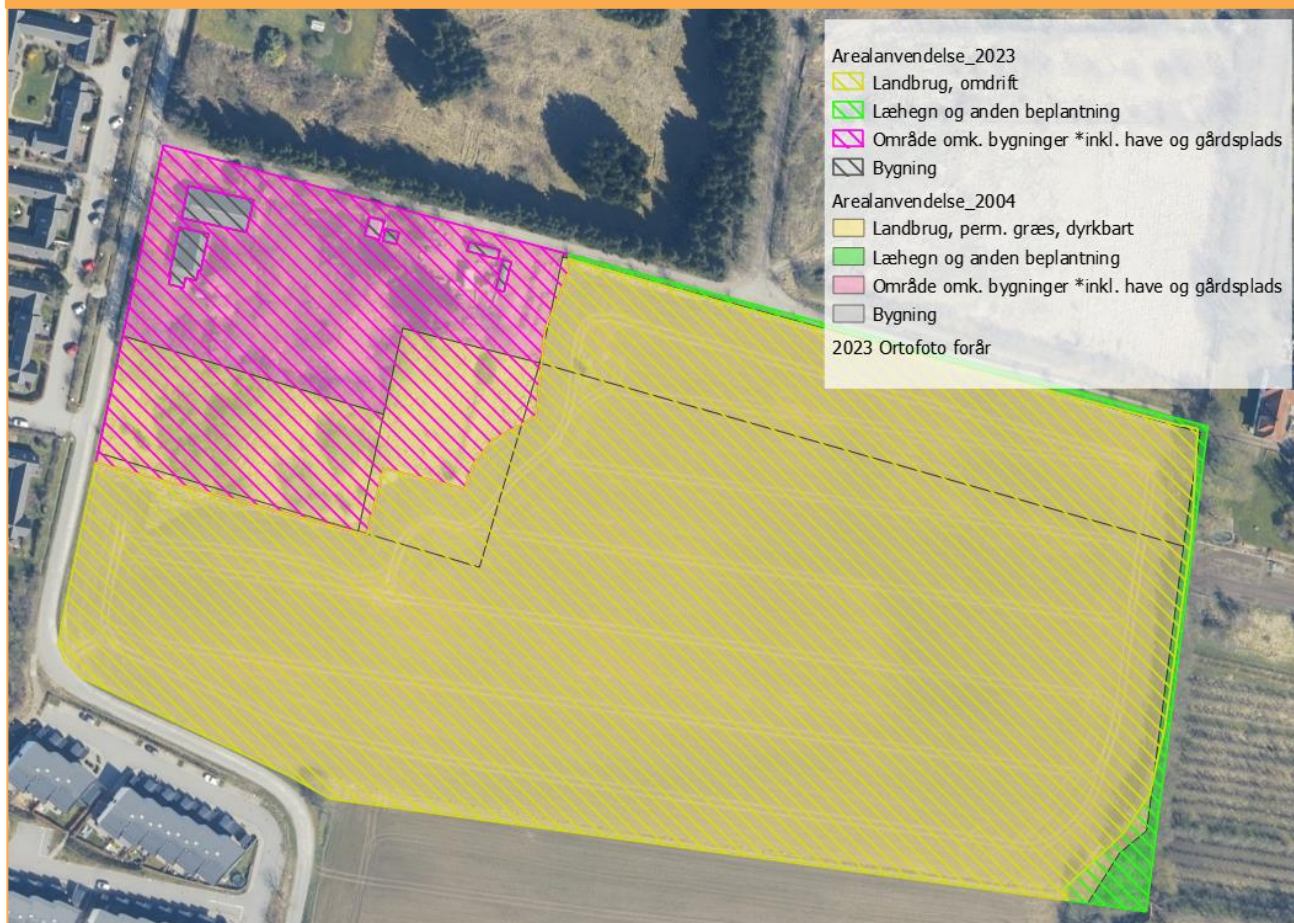 Arealanvendelse_2023
Landbrug, omdrift
Læhegn og anden beplantning
Område omk. bygninger *inkl. have og gårdsplads
Bygning
Arealanvendelse_2004
Landbrug, perm. græs, dyrkbart
Læhegn og anden beplantning
Område omk. bygninger *inkl. have og gårdsplads
Bygning
2023 Ortofoto forår